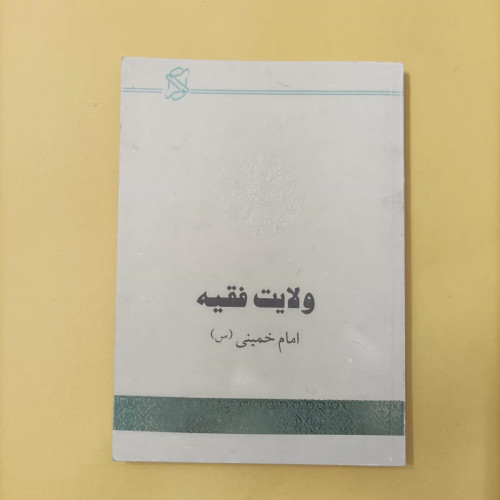 ولایت فقیه
امام خمینی (س)